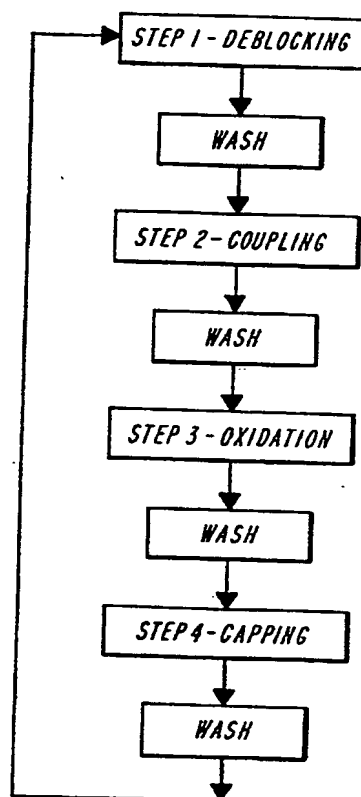 STEP 1 - DEBLOCKING
WASH
STEP 2 - COUPLING
WASH
STEP 3 - OXIDATION
WASH
STEP 4 - CAPPING
WASH